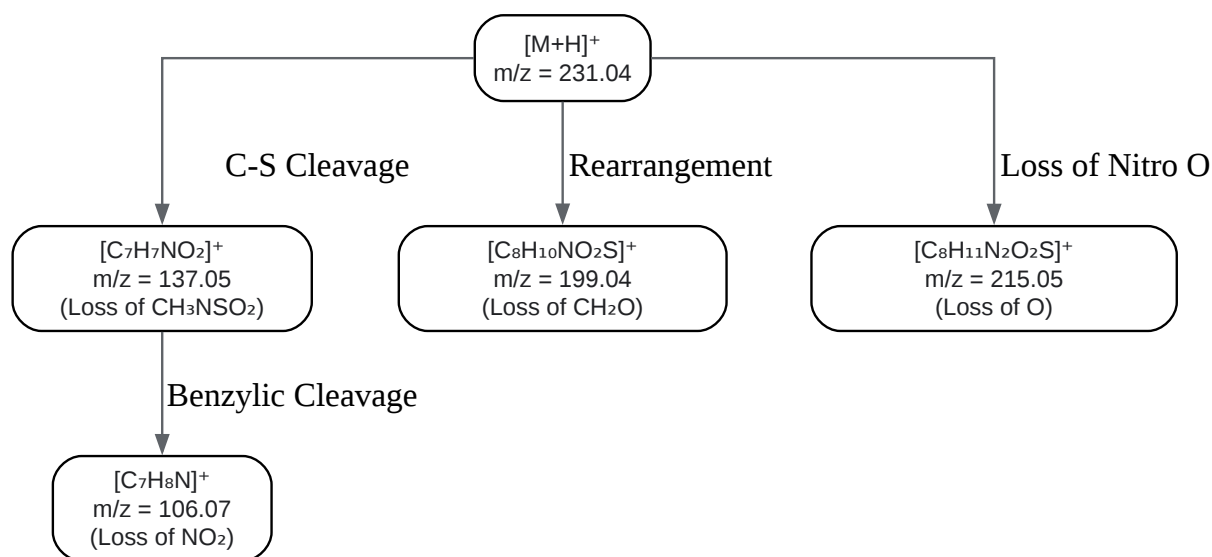 [M+H]⁺
m/z = 231.04
C-S Cleavage
Rearrangement
Loss of Nitro O
[C₇H₇NO₂]⁺
m/z = 137.05
(Loss of CH₃NSO₂)
[C₈H₁₀NO₂S]⁺
m/z = 199.04
(Loss of CH₂O)
[C₈H₁₁N₂O₂S]⁺
m/z = 215.05
(Loss of O)
Benzylic Cleavage
[C₇H₈N]⁺
m/z = 106.07
(Loss of NO₂)